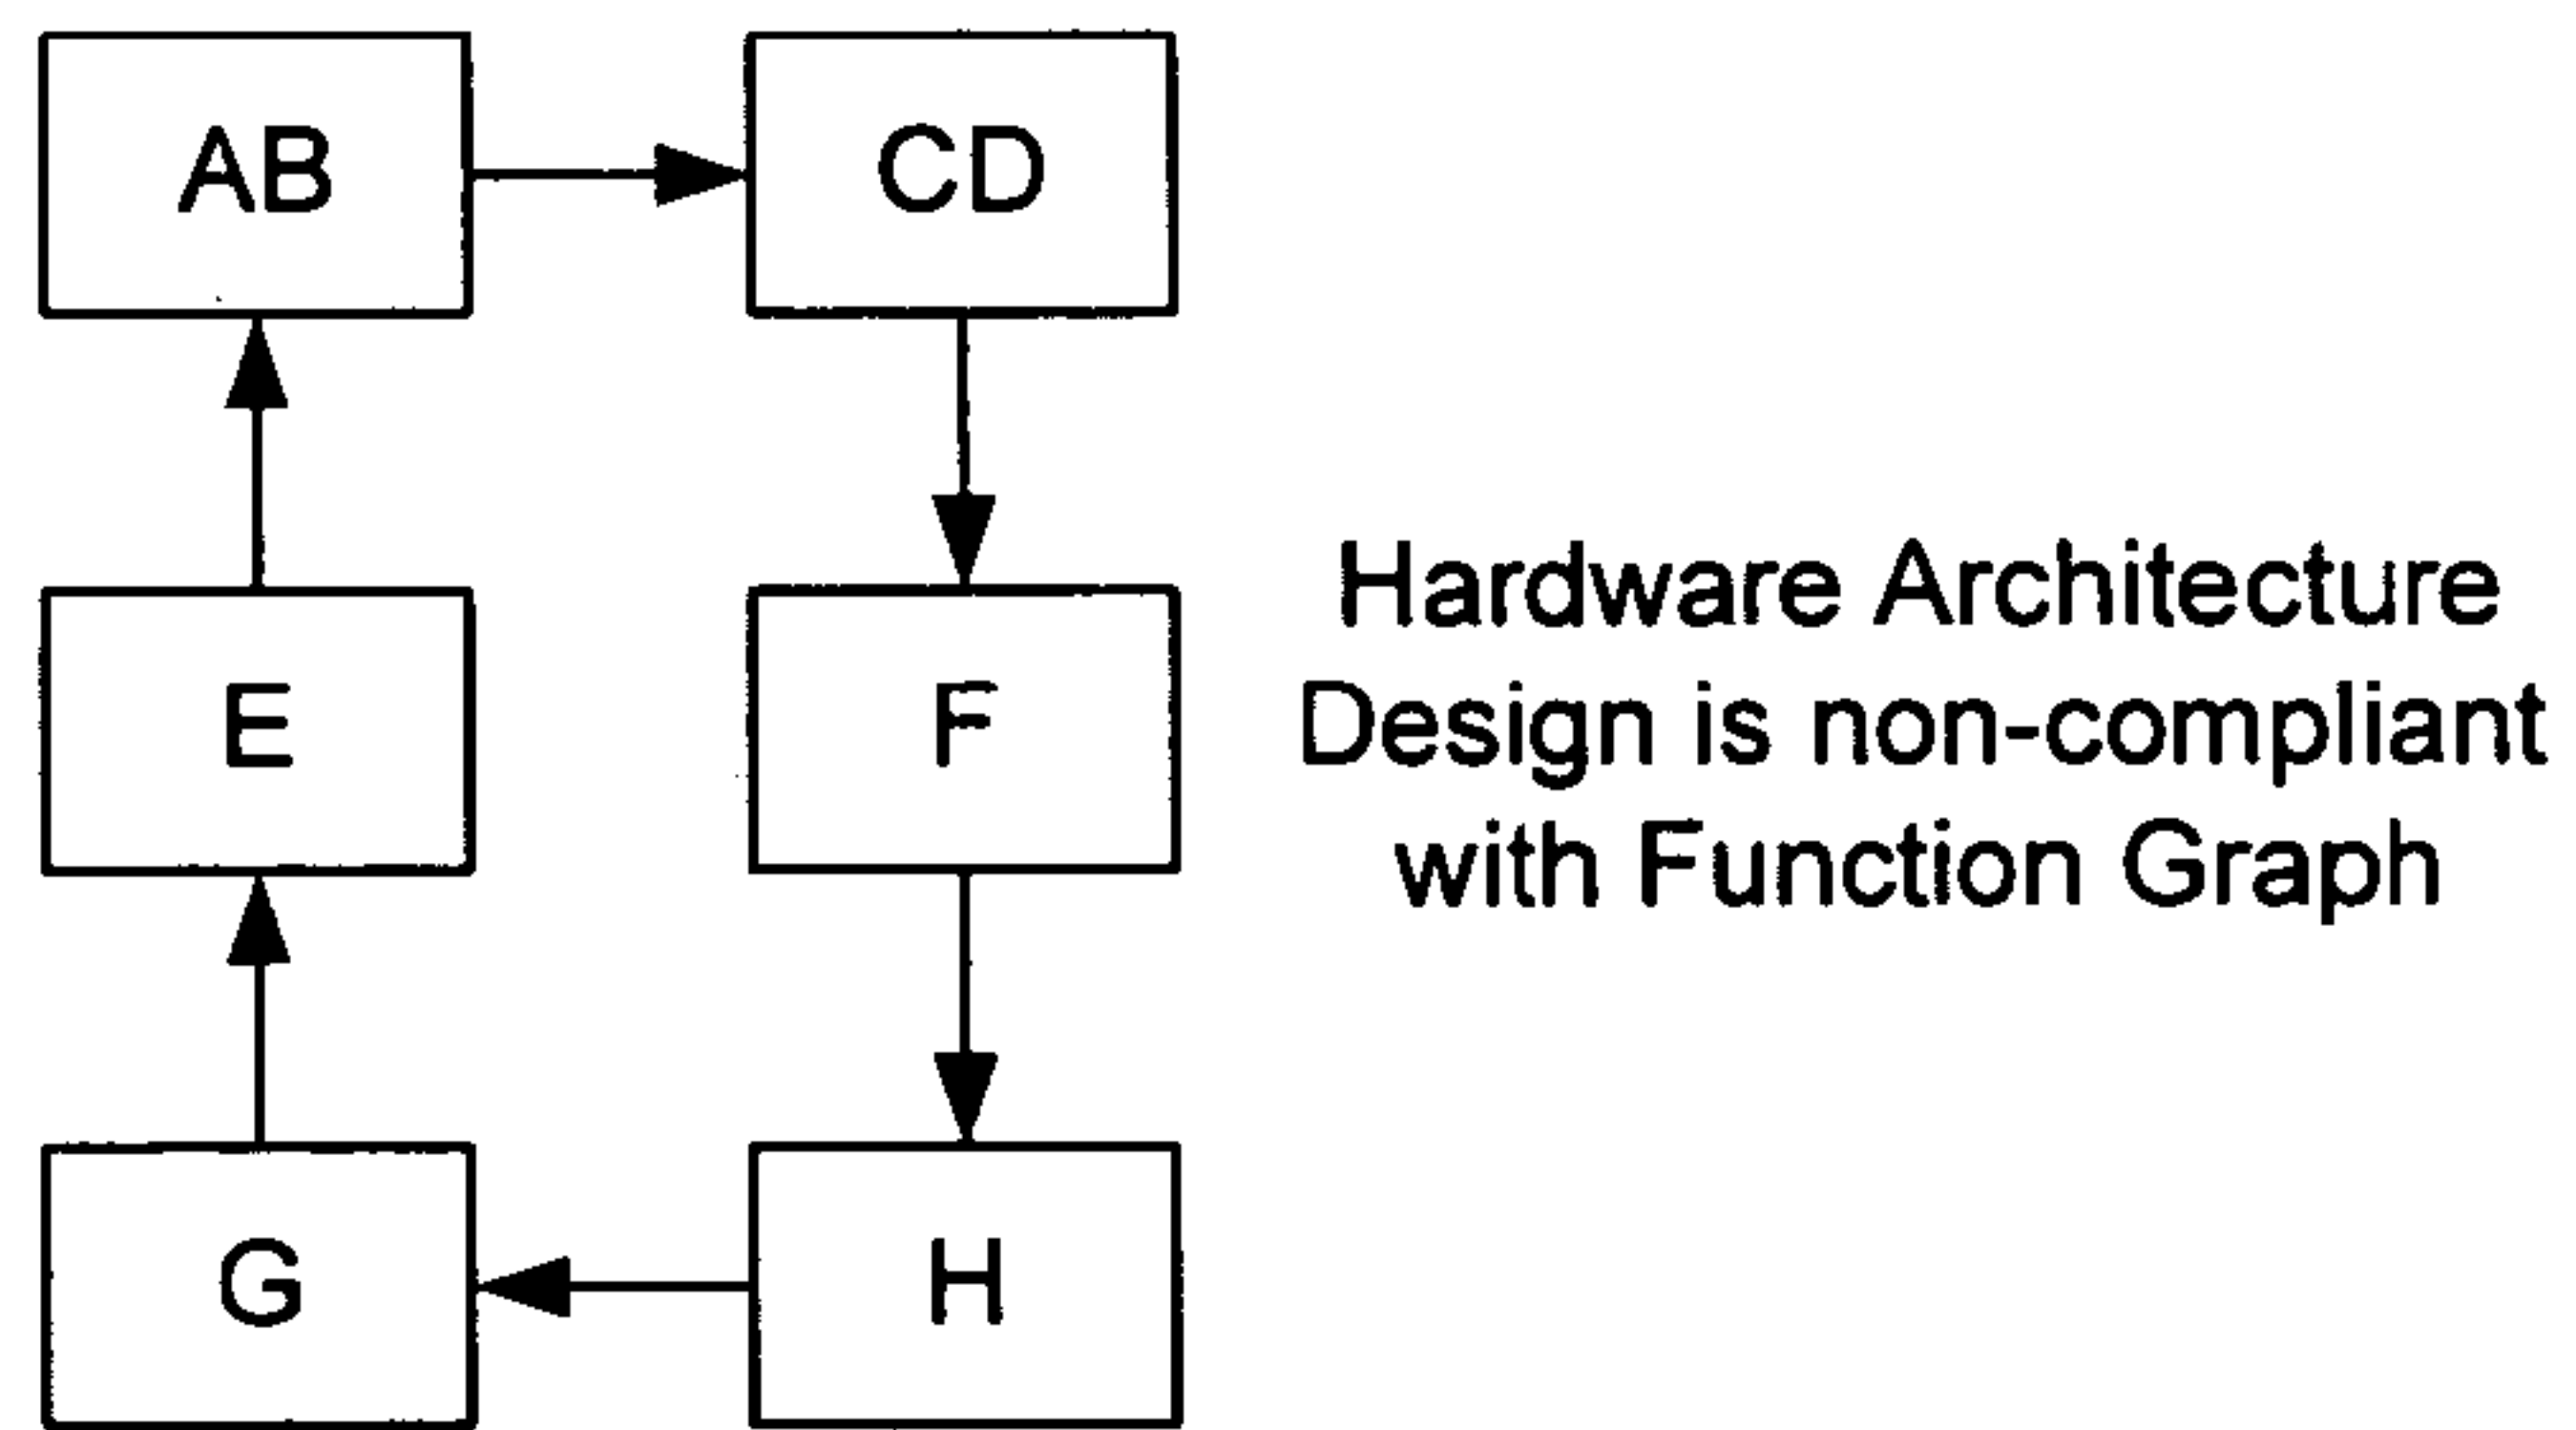 AB
CD
E
F
Hardware Architecture
Design is non-compliant
with Function Graph
G
H